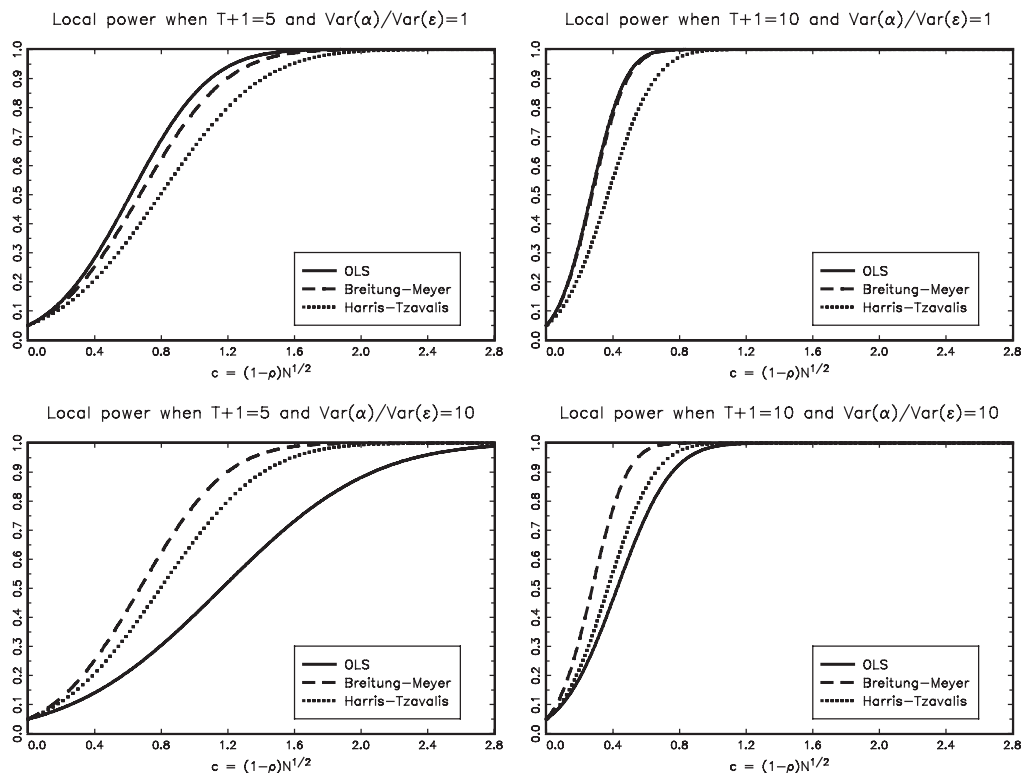 Local power when T+1=5 and Var(α)/Var(ε)=1
1.0
0.9
0.8
0.7
0.6
0.5
0.4
0.3
0.2
0.1
0.0
OLS
Breitung-Meyer
Harris-Tzavalis
0.0 0.4 0.8 1.2 1.6 2.0 2.4 2.8
c = (1-ρ)N^1/2
Local power when T+1=10 and Var(α)/Var(ε)=1
1.0
0.9
0.8
0.7
0.6
0.5
0.4
0.3
0.2
0.1
0.0
OLS
Breitung-Meyer
Harris-Tzavalis
0.0 0.4 0.8 1.2 1.6 2.0 2.4 2.8
c = (1-ρ)N^1/2
Local power when T+1=5 and Var(α)/Var(ε)=10
1.0
0.9
0.8
0.7
0.6
0.5
0.4
0.3
0.2
0.1
0.0
OLS
Breitung-Meyer
Harris-Tzavalis
0.0 0.4 0.8 1.2 1.6 2.0 2.4 2.8
c = (1-ρ)N^1/2
Local power when T+1=10 and Var(α)/Var(ε)=10
1.0
0.9
0.8
0.7
0.6
0.5
0.4
0.3
0.2
0.1
0.0
OLS
Breitung-Meyer
Harris-Tzavalis
0.0 0.4 0.8 1.2 1.6 2.0 2.4 2.8
c = (1-ρ)N^1/2